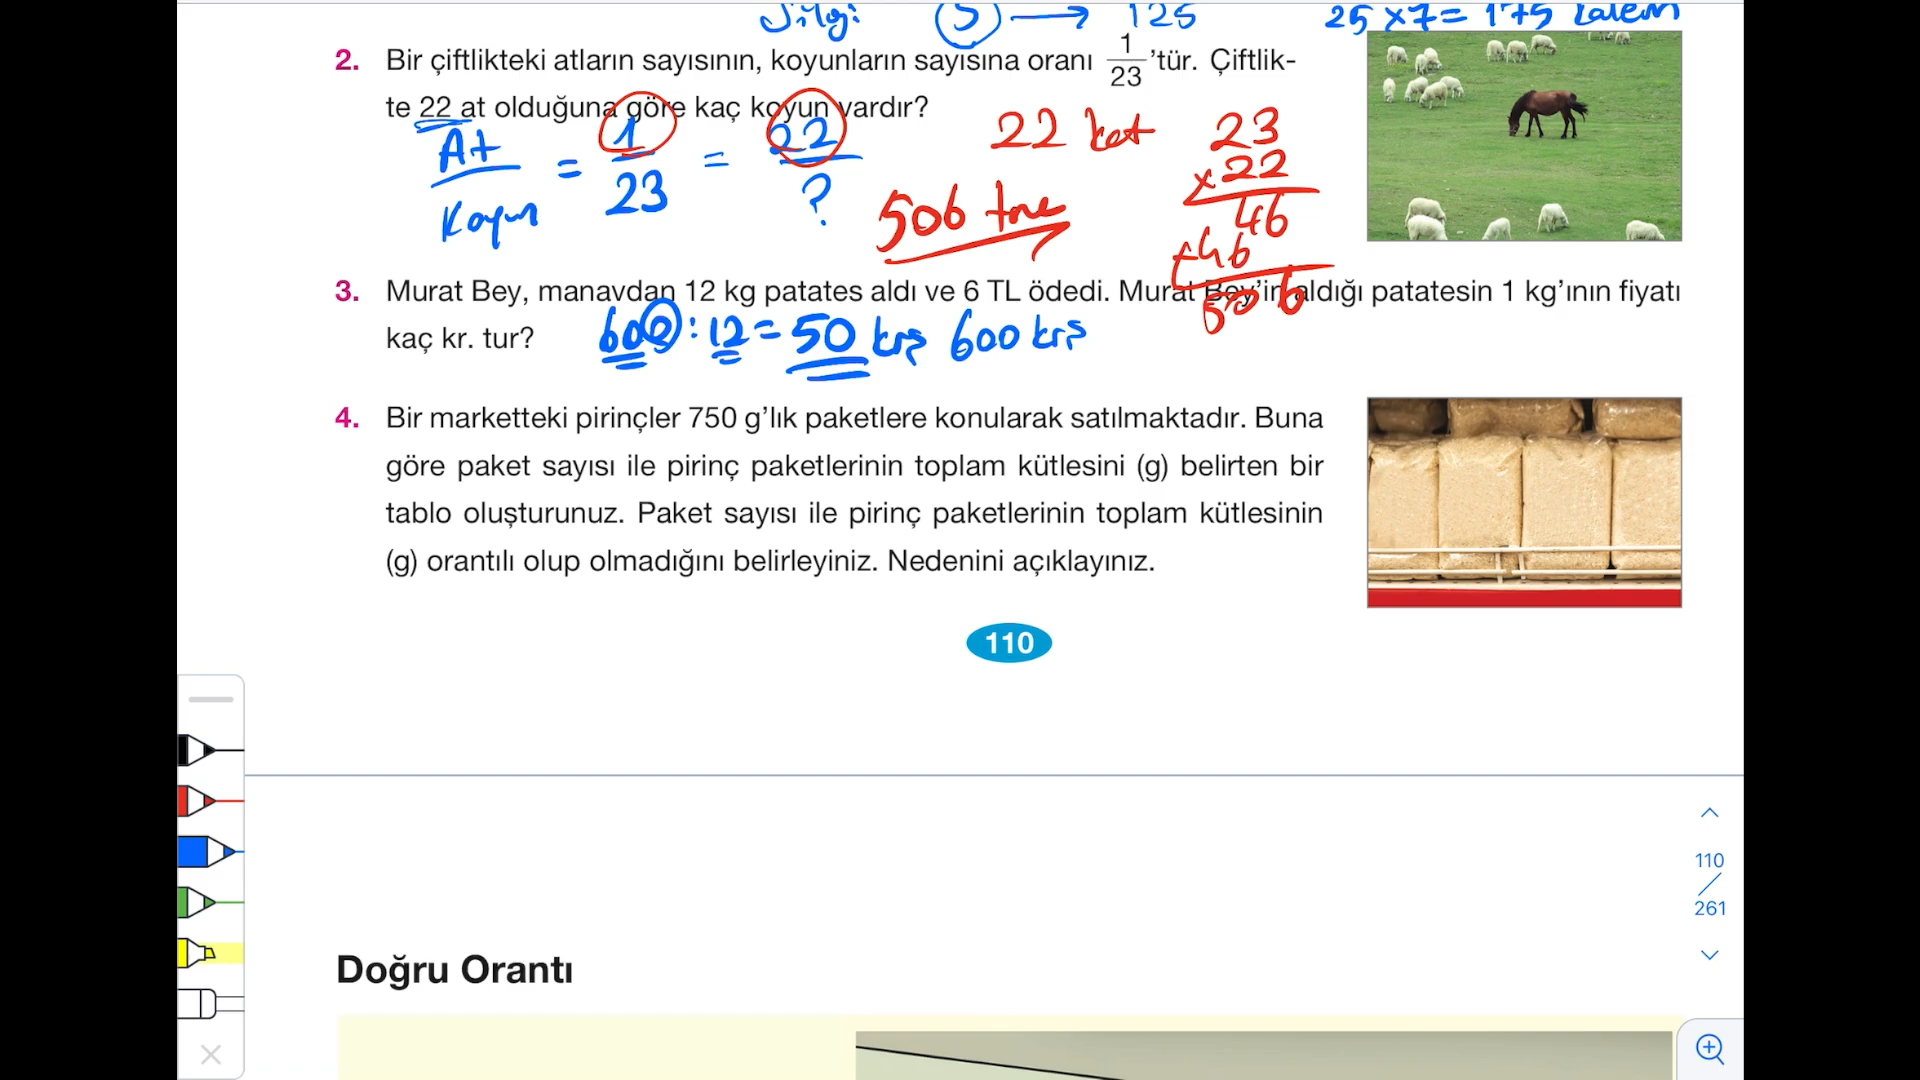 Silgi 5 → 125 25 x 7 = 175 kalem
2. Bir çiftlikteki atların sayısının, koyunların sayısına oranı 1/23 'tür. Çiftlik-
te 22 at olduğuna göre kaç koyun vardır?
At/Koyun = 1/23 = 22/?
22 kat
506 tne
23
x 22
46
+46
506
3. Murat Bey, manavdan 12 kg patates aldı ve 6 TL ödedi. Murat Bey'in aldığı patatesin 1 kg'ının fiyatı
kaç kr. tur?
600 : 12 = 50 krş 600 krş
4. Bir marketteki pirinçler 750 g'lık paketlere konularak satılmaktadır. Buna
göre paket sayısı ile pirinç paketlerinin toplam kütlesini (g) belirten bir
tablo oluşturunuz. Paket sayısı ile pirinç paketlerinin toplam kütlesinin
(g) orantılı olup olmadığını belirleyiniz. Nedenini açıklayınız.
110
110
/
261
Doğru Orantı